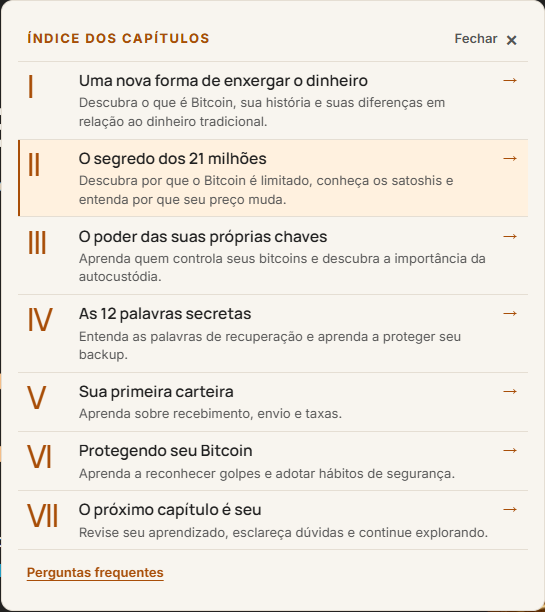 ÍNDICE DOS CAPÍTULOS
Fechar ×
I
Uma nova forma de enxergar o dinheiro →
Descubra o que é Bitcoin, sua história e suas diferenças em
relação ao dinheiro tradicional.
II
O segredo dos 21 milhões →
Descubra por que o Bitcoin é limitado, conheça os satoshis e
entenda por que seu preço muda.
III
O poder das suas próprias chaves →
Aprenda quem controla seus bitcoins e descubra a importância da
autocustódia.
IV
As 12 palavras secretas →
Entenda as palavras de recuperação e aprenda a proteger seu
backup.
V
Sua primeira carteira →
Aprenda sobre recebimento, envio e taxas.
VI
Protegendo seu Bitcoin →
Aprenda a reconhecer golpes e adotar hábitos de segurança.
VII
O próximo capítulo é seu →
Revise seu aprendizado, esclareça dúvidas e continue explorando.
Perguntas frequentes